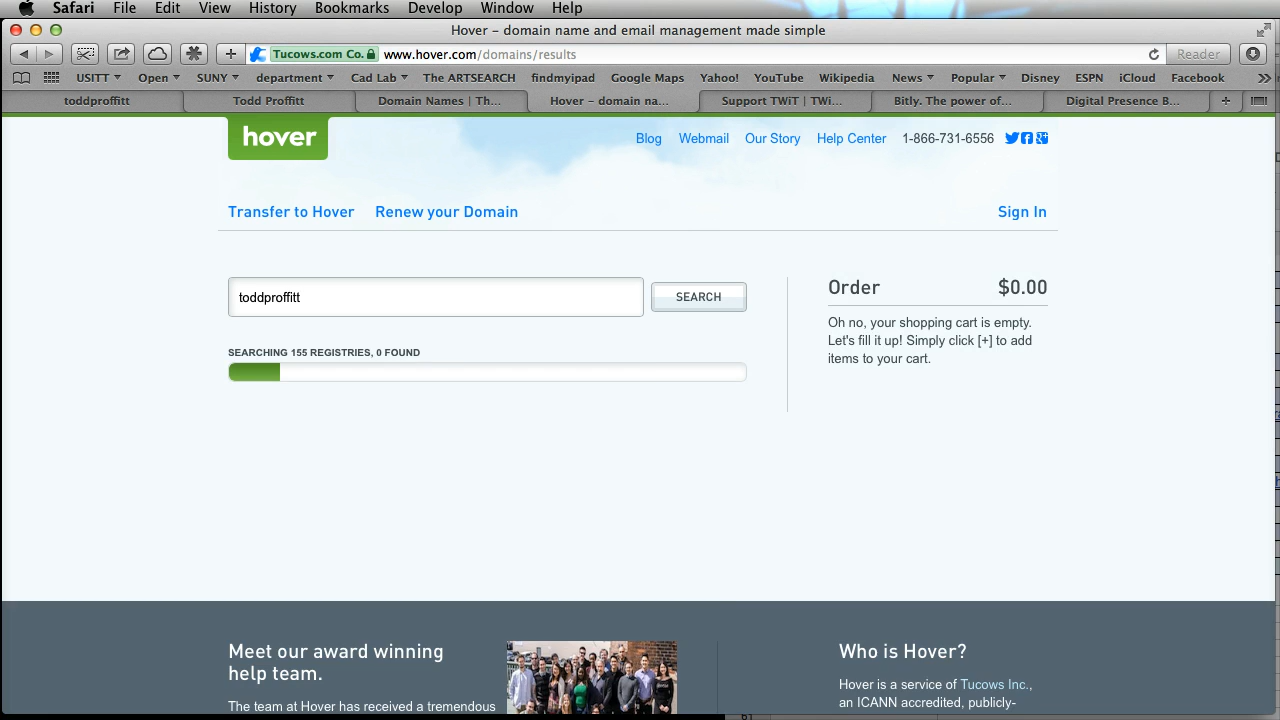 Safari File Edit View History Bookmarks Develop Window Help
Hover – domain name and email management made simple
Tucows.com Co. www.hover.com/domains/results Reader
USITT Open SUNY department Cad Lab The ARTSEARCH findmyipad Google Maps Yahoo! YouTube Wikipedia News Popular Disney ESPN iCloud Facebook
toddproffitt Todd Proffitt Domain Names | Th... Hover – domain na... Support TWiT | TWi... Bitly. The power of... Digital Presence B...
hover
Blog Webmail Our Story Help Center 1-866-731-6556
Transfer to Hover Renew your Domain Sign In
toddproffitt SEARCH
SEARCHING 155 REGISTRIES, 0 FOUND
Order $0.00
Oh no, your shopping cart is empty.
Let's fill it up! Simply click [+] to add
items to your cart.
Meet our award winning
help team.
The team at Hover has received a tremendous
Who is Hover?
Hover is a service of Tucows Inc.,
an ICANN accredited, publicly-